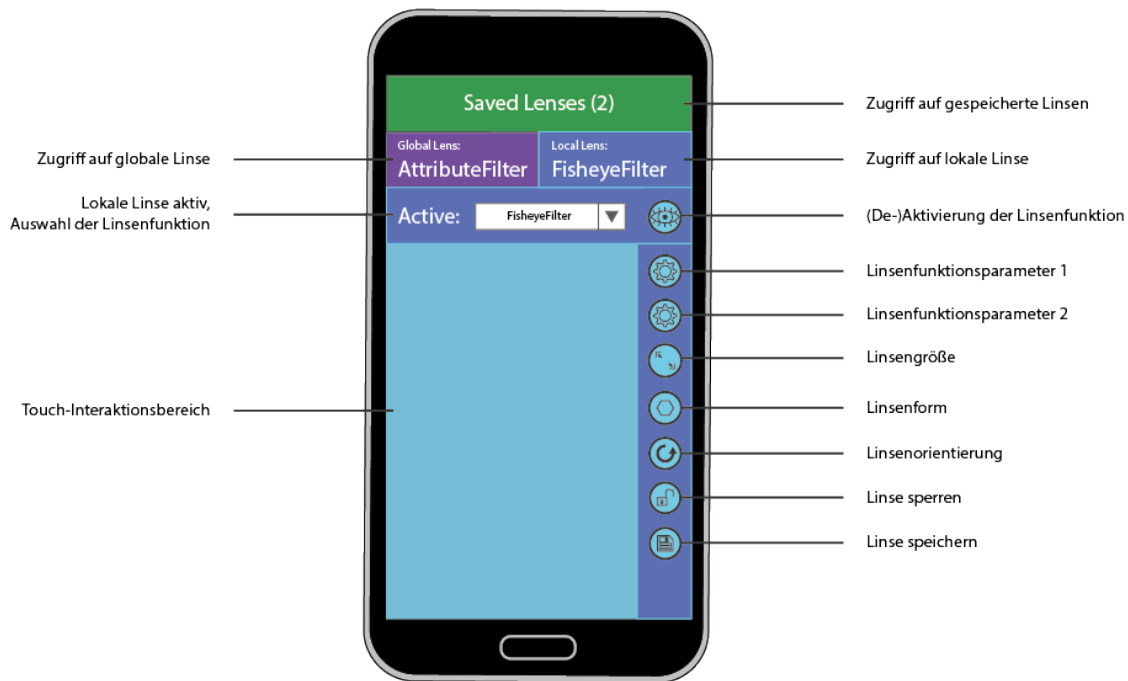 Saved Lenses (2)
Zugriff auf gespeicherte Linsen
Zugriff auf globale Linse
Global Lens:
AttributeFilter
Local Lens:
FisheyeFilter
Zugriff auf lokale Linse
Lokale Linse aktiv,
Auswahl der Linsenfunktion
Active:
FisheyeFilter
(De-)Aktivierung der Linsenfunktion
Linsenfunktionsparameter 1
Linsenfunktionsparameter 2
Linsengröße
Touch-Interaktionsbereich
Linsenform
Linsenorientierung
Linse sperren
Linse speichern